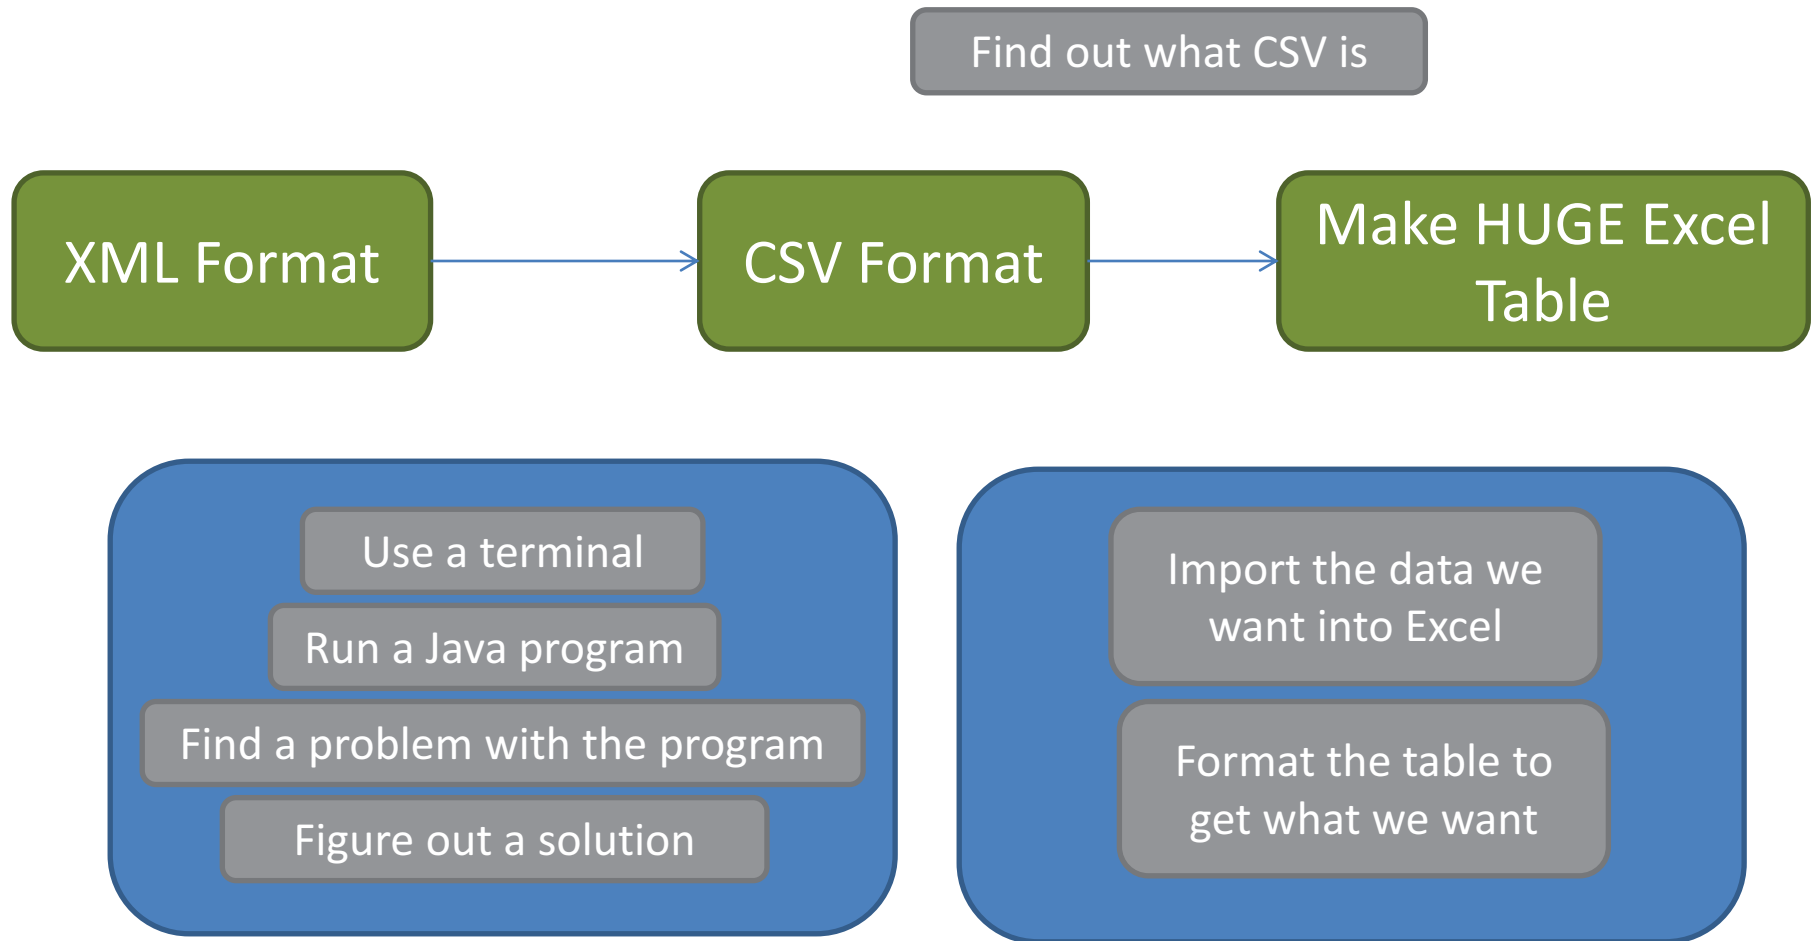 Find out what CSV is
XML Format
CSV Format
Make HUGE Excel
Table
Use a terminal
Run a Java program
Find a problem with the program
Figure out a solution
Import the data we
want into Excel
Format the table to
get what we want